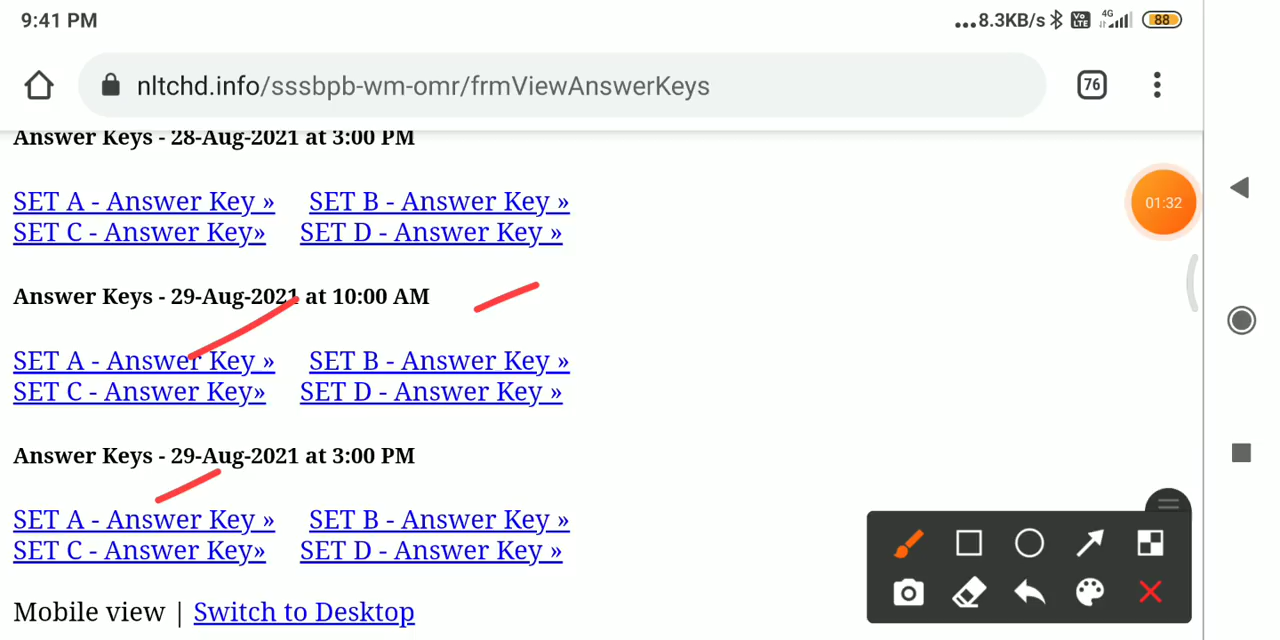 9:41 PM
...8.3KB/s Vo LTE 4G 88
nltchd.info/sssbpb-wm-omr/frmViewAnswerKeys
76
Answer Keys - 28-Aug-2021 at 3:00 PM
SET A - Answer Key » SET B - Answer Key »
SET C - Answer Key» SET D - Answer Key »
01:32
Answer Keys - 29-Aug-2021 at 10:00 AM
SET A - Answer Key » SET B - Answer Key »
SET C - Answer Key» SET D - Answer Key »
Answer Keys - 29-Aug-2021 at 3:00 PM
SET A - Answer Key » SET B - Answer Key »
SET C - Answer Key» SET D - Answer Key »
Mobile view | Switch to Desktop